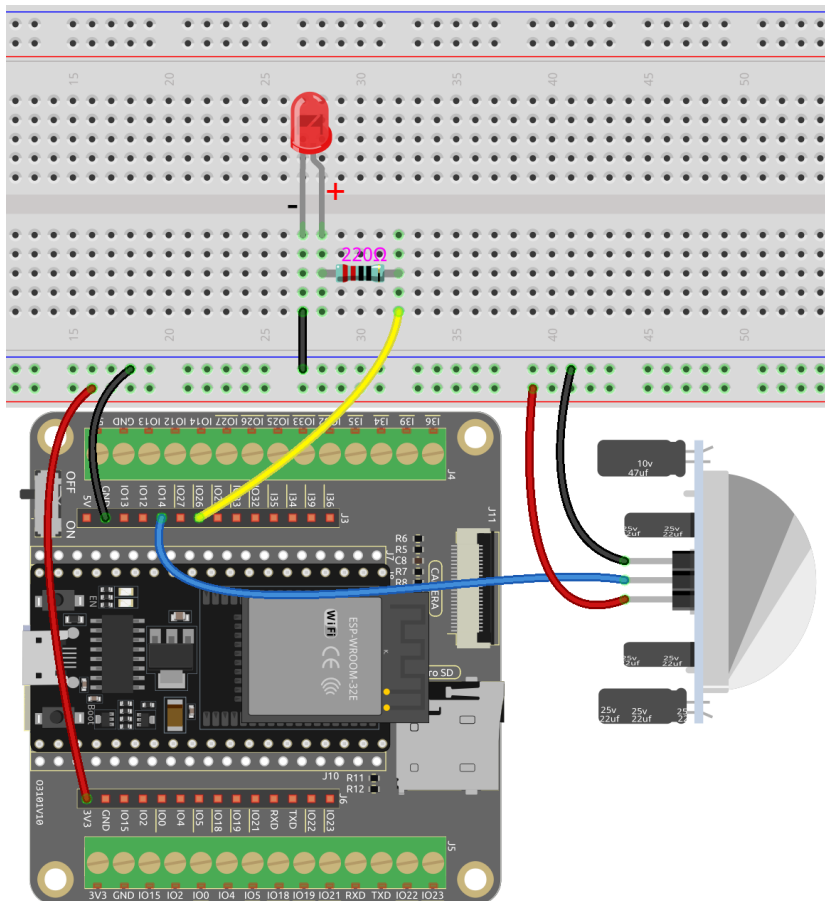 15 20 25 30 35 40 45 50
+
-
220Ω
15 20 25 30 35 40 45 50
GND IO13 IO12 IO14 IO27 IO26 IO25 IO33 I35 I34 I39 I36
J4
OFF
ON
5V GND IO13 IO12 IO14 IO27 IO26 IO32 I35 I34 I39 I36
J3
J11
R6
R5
C8
R7
R8
CAMERA
EN
WiFi
ESP-WROOM-32E
CE
Boot
ro SD
J10
R11
R12
O3101V10
3V3 GND IO15 IO2 IO0 IO4 IO5 IO18 IO19 IO21 RXD TXD IO22 IO23
J6
J5
3V3 GND IO15 IO2 IO0 IO4 IO5 IO18 IO19 IO21 RXD TXD IO22 IO23
10v
47uf
25v 25v
22uf 22uf
25v 25v
22uf 22uf
25v 25v 25v
22uf 22uf 22uf